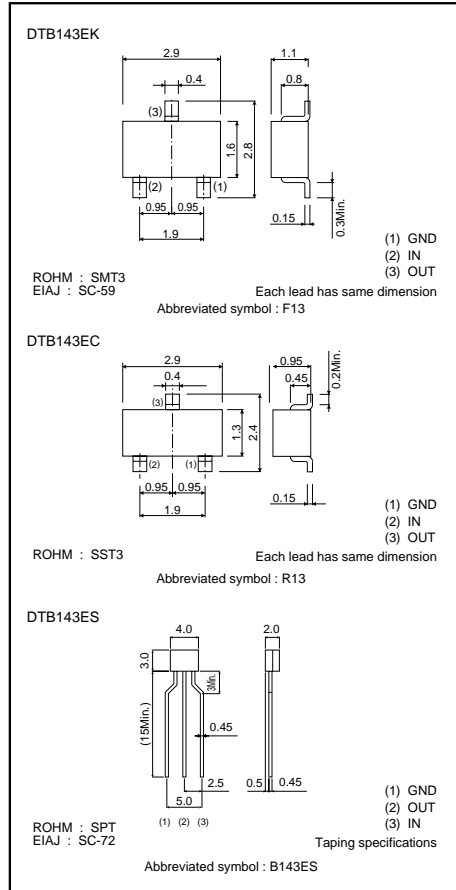 DTB143EK
2.9
1.1
0.4
0.8
(3)
1.6
2.8
(2)
(1)
0.95
0.95
0.15
0.3Min.
1.9
(1) GND
(2) IN
(3) OUT
ROHM : SMT3
EIAJ : SC-59
Each lead has same dimension
Abbreviated symbol : F13
DTB143EC
2.9
0.95
0.4
0.45
0.2Min.
(3)
1.3
2.4
(2)
(1)
0.95
0.95
0.15
1.9
(1) GND
(2) IN
(3) OUT
ROHM : SST3
Each lead has same dimension
Abbreviated symbol : R13
DTB143ES
4.0
2.0
3.0
3Min.
(15Min.)
0.45
2.5
0.5
0.45
5.0
(1)
(2)
(3)
(1) GND
(2) OUT
(3) IN
ROHM : SPT
EIAJ : SC-72
Taping specifications
Abbreviated symbol : B143ES